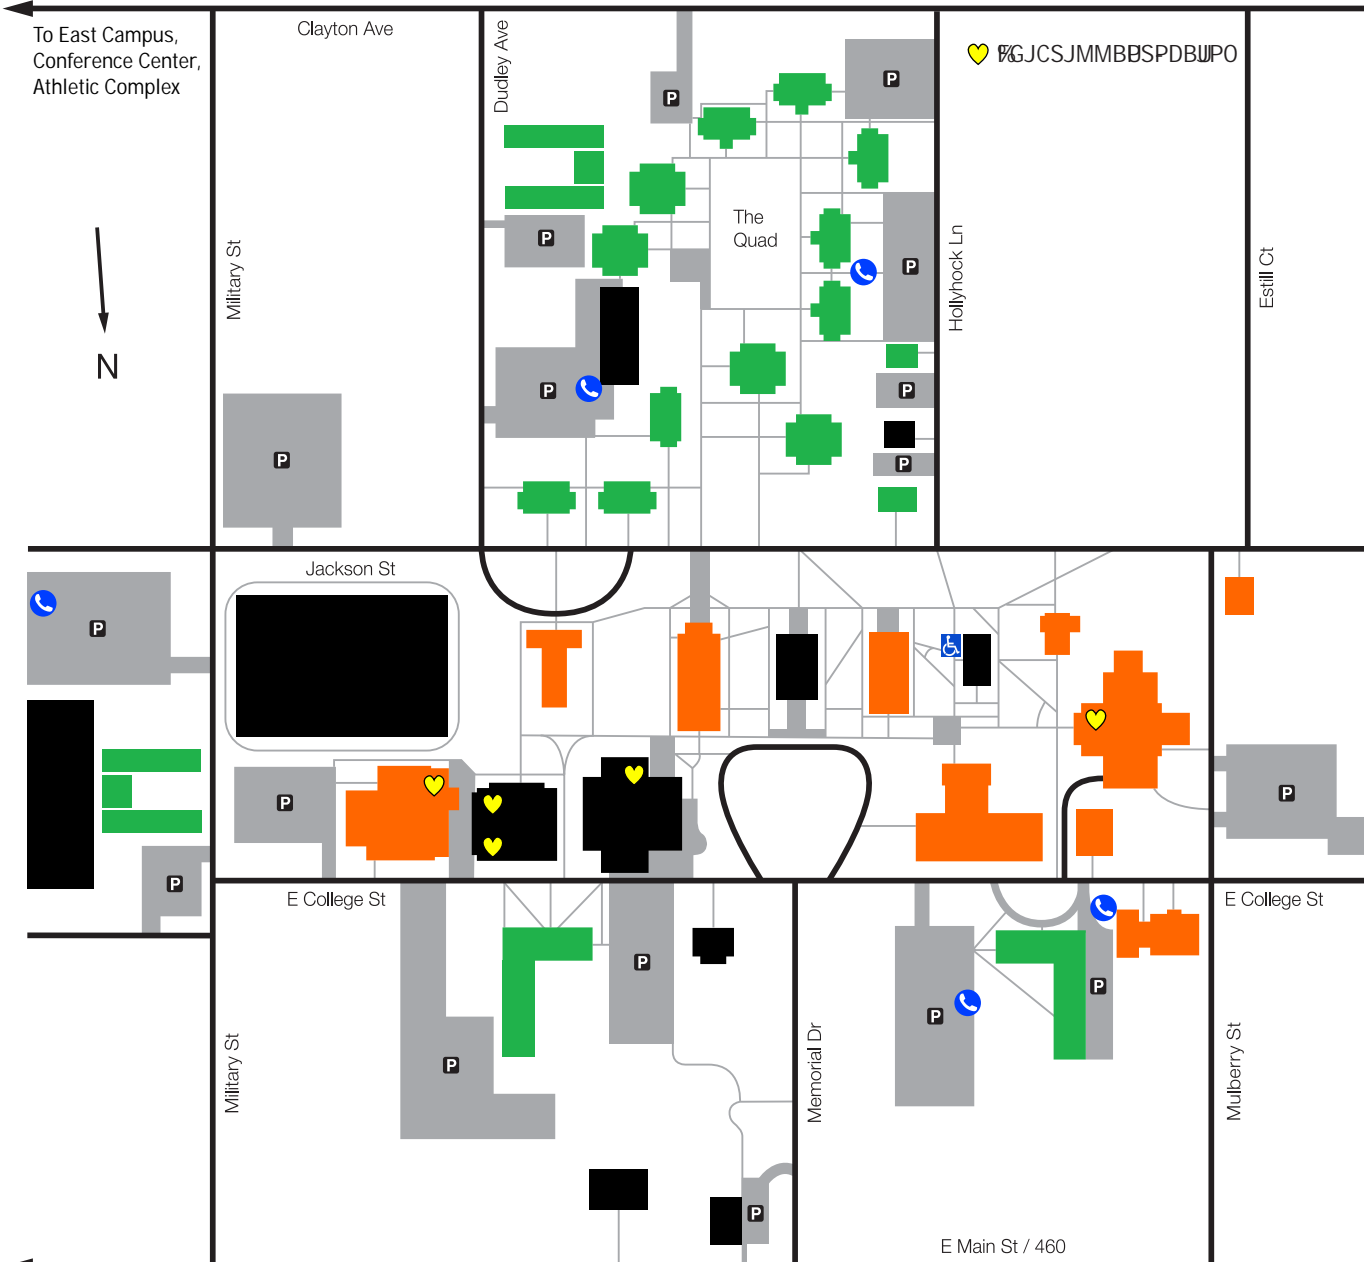 To East Campus,
Conference Center,
Athletic Complex
Clayton Ave
Dudley Ave
P
P
P
The
Quad
P
Military St
Hollyhock Ln
Estill Ct
N
P
P
P
P
Jackson St
P
P
P
P
E College St
E College St
P
P
P
P
Military St
Memorial Dr
Mulberry St
P
E Main St / 460